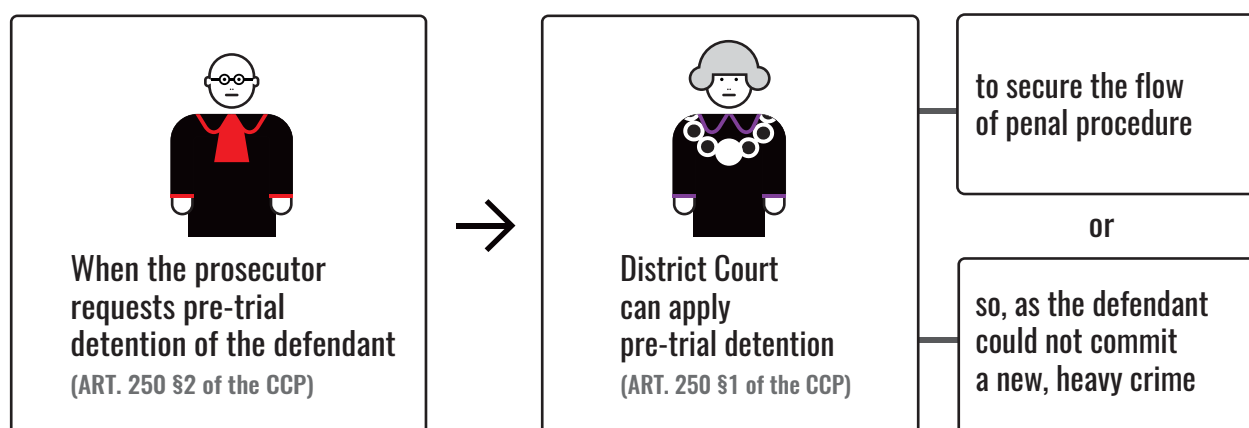 When the prosecutor
requests pre-trial
detention of the defendant
(ART. 250 §2 of the CCP)
District Court
can apply
pre-trial detention
(ART. 250 §1 of the CCP)
to secure the flow
of penal procedure
or
so, as the defendant
could not commit
a new, heavy crime